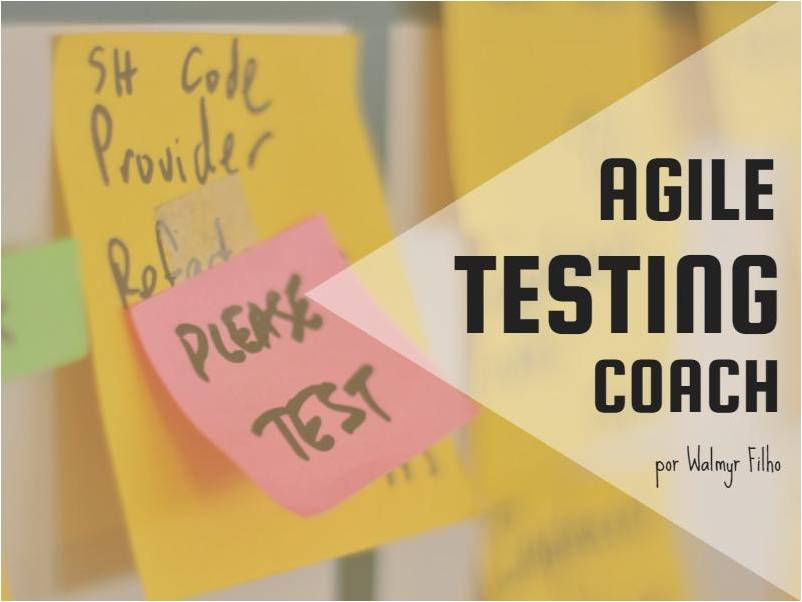 SH Code
Provider
PLEASE
TEST
AGILE
TESTING
COACH
por Walmyr Filho